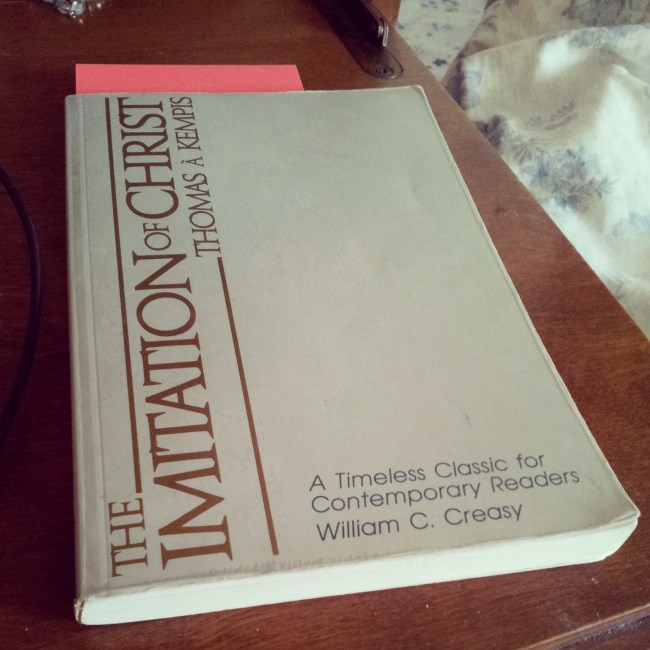 THE
IMITATION OF CHRIST
THOMAS À KEMPIS
A Timeless Classic for
Contemporary Readers
William C. Creasy